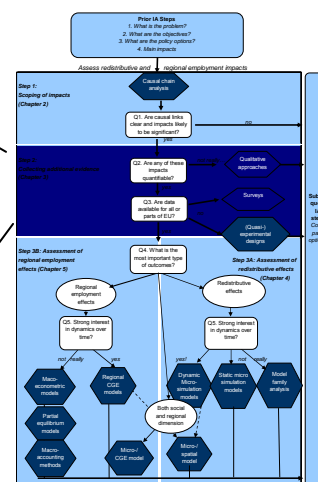 Prior IA Steps
1. What is the problem?
2. What are the objectives?
3. What are the policy options?
4. Main impacts
Assess redistributive and regional employment impacts
Step 1:
Scoping of impacts
(Chapter 2)
Causal chain
analysis
Q1. Are causal links
clear and impacts likely
to be significant?
no
yes
Q2. Are any of these
impacts
quantifiable?
Qualitative
approaches
Q3. Are data
available for all or
parts of EU?
Surveys
(Quasi-)
experimental
designs
Step 3B: Assessment of
regional employment
effects (Chapter 5)
Q4. What is the
most important type
of outcomes?
Step 3A: Assessment of
redistributive effects
(Chapter 4)
Regional
employment
effects
Redistributive
effects
Q5. Strong interest
in dynamics over
time?
Q5. Strong interest
in dynamics over
time?
not really
yes
yes!
not really
Maco-
econometric
models
Regional
CGE
models
Dynamic
Micro-
simulation
models
Static micro
simulation
models
Model
family
analysis
Partial
equilibrium
models
Both social
and regional
dimension
Macro-
accounting
methods
Micro-/
CGE model
Micro-/
spatial
model